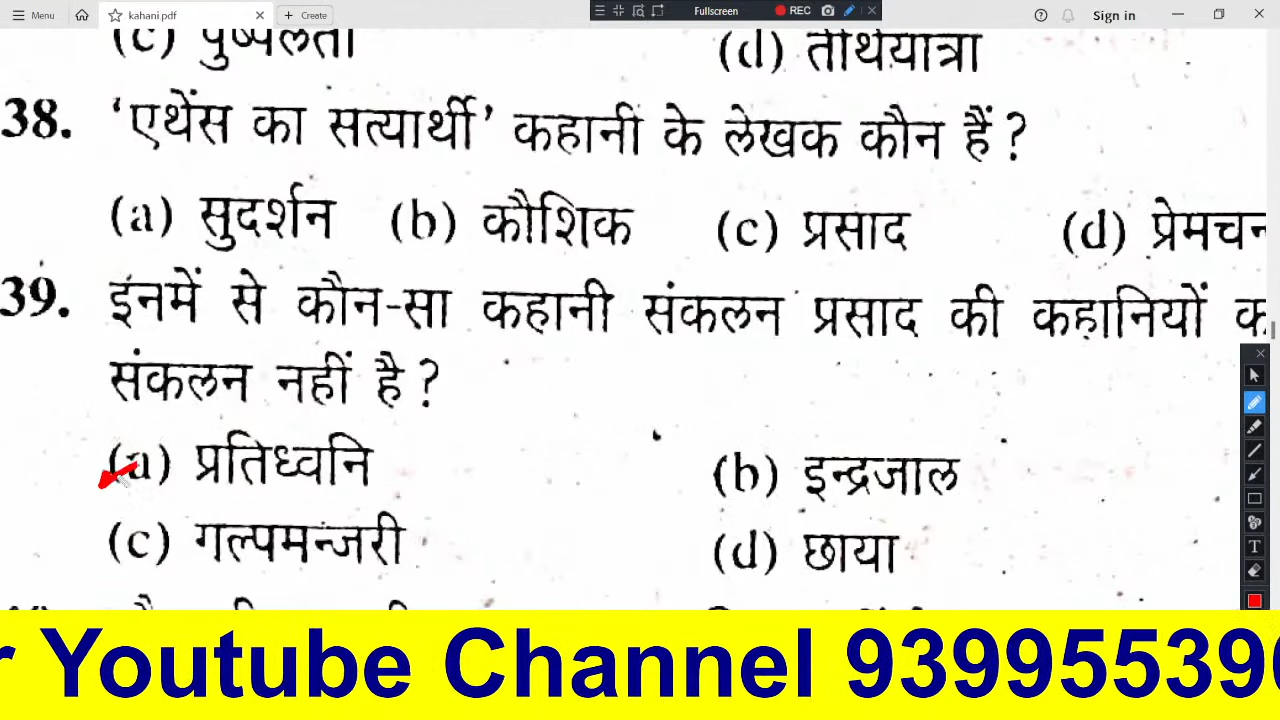 Menu kahani.pdf Create Fullscreen REC Sign in
(c) पुष्पलता (d) तीर्थयात्रा
38. ‘एथेंस का सत्यार्थी’ कहानी के लेखक कौन हैं ?
(a) सुदर्शन (b) कौशिक (c) प्रसाद (d) प्रेमचन
39. इनमें से कौन-सा कहानी संकलन प्रसाद की कहानियों क
संकलन नहीं है ?
(a) प्रतिध्वनि (b) इन्द्रजाल
(c) गल्पमन्जरी (d) छाया
r Youtube Channel 939955390